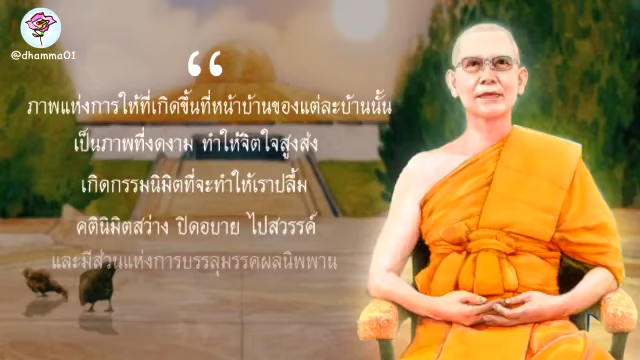 @dhamma01
“
ภาพแห่งการให้ที่เกิดขึ้นที่หน้าบ้านของแต่ละบ้านนั้น
เป็นภาพที่งดงาม ทำให้จิตใจสูงส่ง
เกิดกรรมนิมิตที่จะทำให้เราปลื้ม
คตินิมิตสว่าง ปิดอบาย ไปสวรรค์
และมีส่วนแห่งการบรรลุมรรคผลนิพพาน